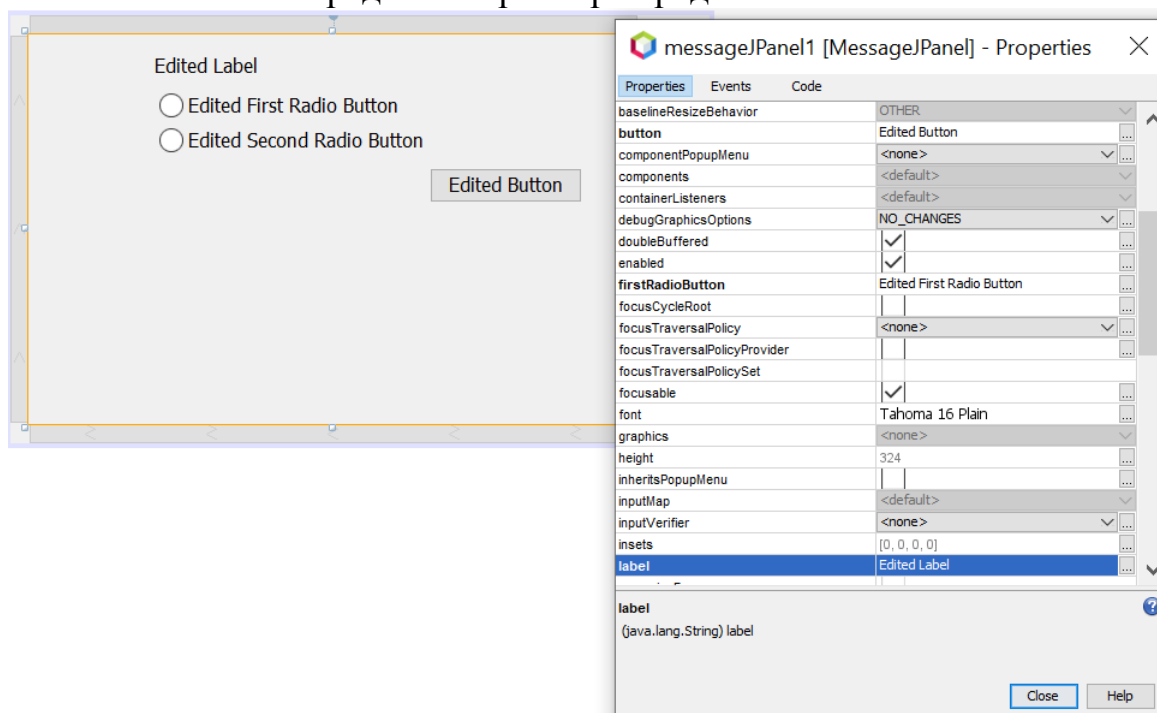 Edited Label
Edited First Radio Button
Edited Second Radio Button
Edited Button
messageJPanel1 [MessageJPanel] - Properties
Properties Events Code
baselineResizeBehavior OTHER
button Edited Button ...
componentPopupMenu <none> ...
components <default>
containerListeners <default>
debugGraphicsOptions NO_CHANGES ...
doubleBuffered ...
enabled ...
firstRadioButton Edited First Radio Button ...
focusCycleRoot ...
focusTraversalPolicy <none> ...
focusTraversalPolicyProvider ...
focusTraversalPolicySet
focusable ...
font Tahoma 16 Plain ...
graphics <none>
height 324 ...
inheritsPopupMenu ...
inputMap <default>
inputVerifier <none> ...
insets [0, 0, 0, 0] ...
label Edited Label ...
label
(java.lang.String) label
Close Help